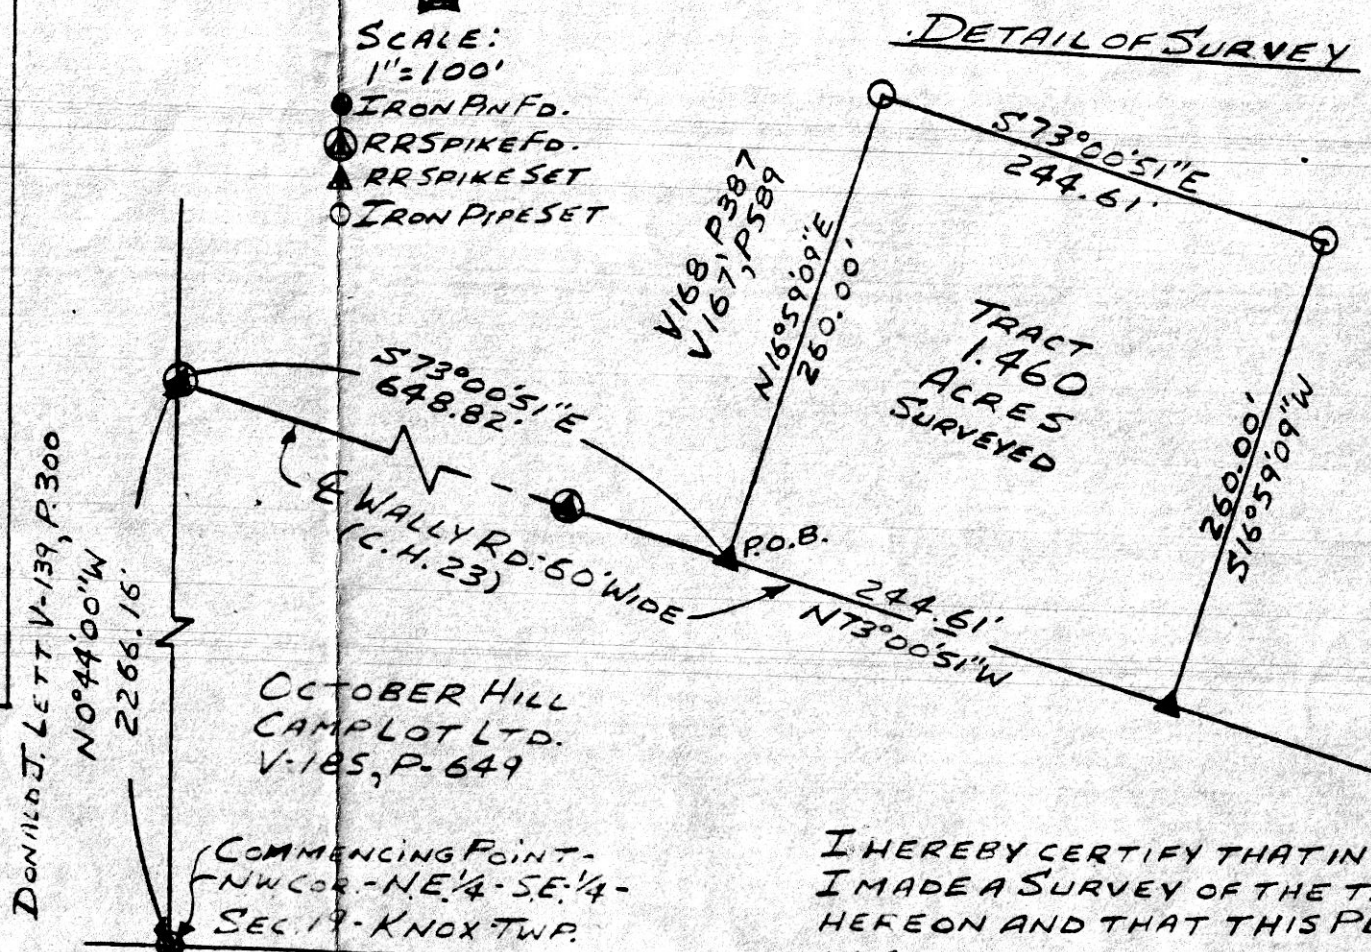 DETAIL OF SURVEY
SCALE:
1"=100'
IRON PIN FD.
RR SPIKE FD.
RR SPIKE SET
IRON PIPE SET
S73°00'51"E
244.61'
V168, P387
V167, P589
N16°59'09"E
260.00'
TRACT
1.460
ACRES
SURVEYED
260.00'
S16°59'09"W
S73°00'51"E
648.82'
℄ WALLY RD.-60' WIDE
(C.H.23)
P.O.B.
244.61'
N73°00'51"W
DONALD J. LETT V-139, P.300
N0°44'00"W
2266.16'
OCTOBER HILL
CAMPLOT LTD.
V-185, P-649
COMMENCING POINT-
NW COR.-NE.1/4-SE.1/4-
SEC.19-KNOX TWP.
I HEREBY CERTIFY THAT IN
I MADE A SURVEY OF THE
HEREON AND THAT THIS